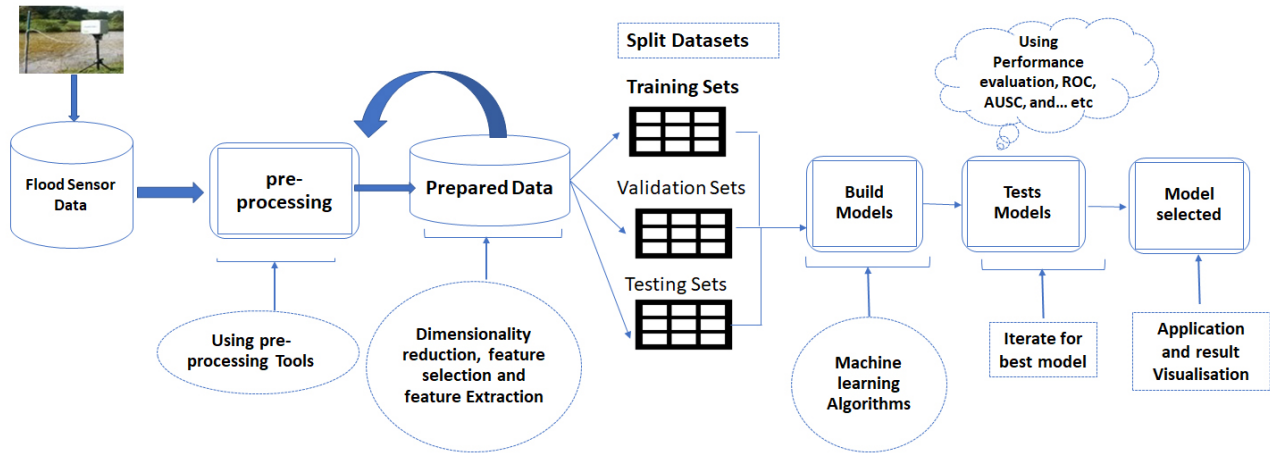 Flood Sensor
Data
pre-
processing
Using pre-
processing Tools
Prepared Data
Dimensionality
reduction, feature
selection and
feature Extraction
Split Datasets
Training Sets
Validation Sets
Testing Sets
Build
Models
Machine
learning
Algorithms
Using
Performance
evaluation, ROC,
AUSC, and... etc
Tests
Models
Iterate for
best model
Model
selected
Application
and result
Visualisation